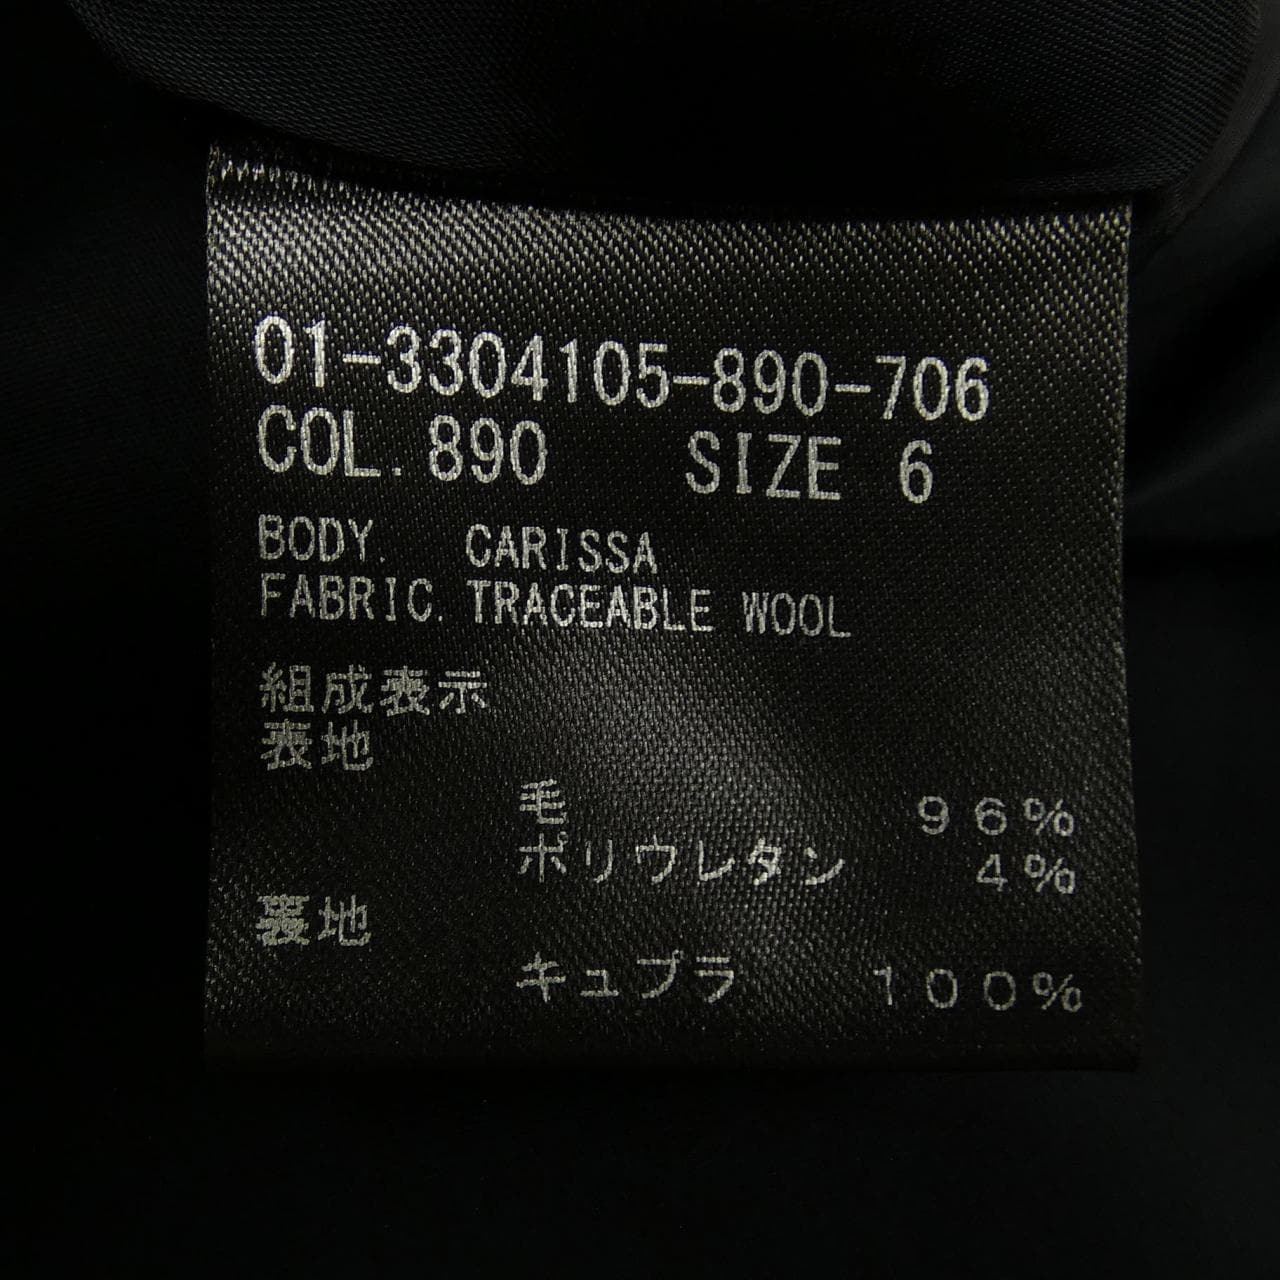 01-3304105-890-706
COL. 890 SIZE 6
BODY. CARISSA
FABRIC. TRACEABLE WOOL
組成表示
表地
毛 96%
ポリウレタン 4%
裏地
キュプラ 100%